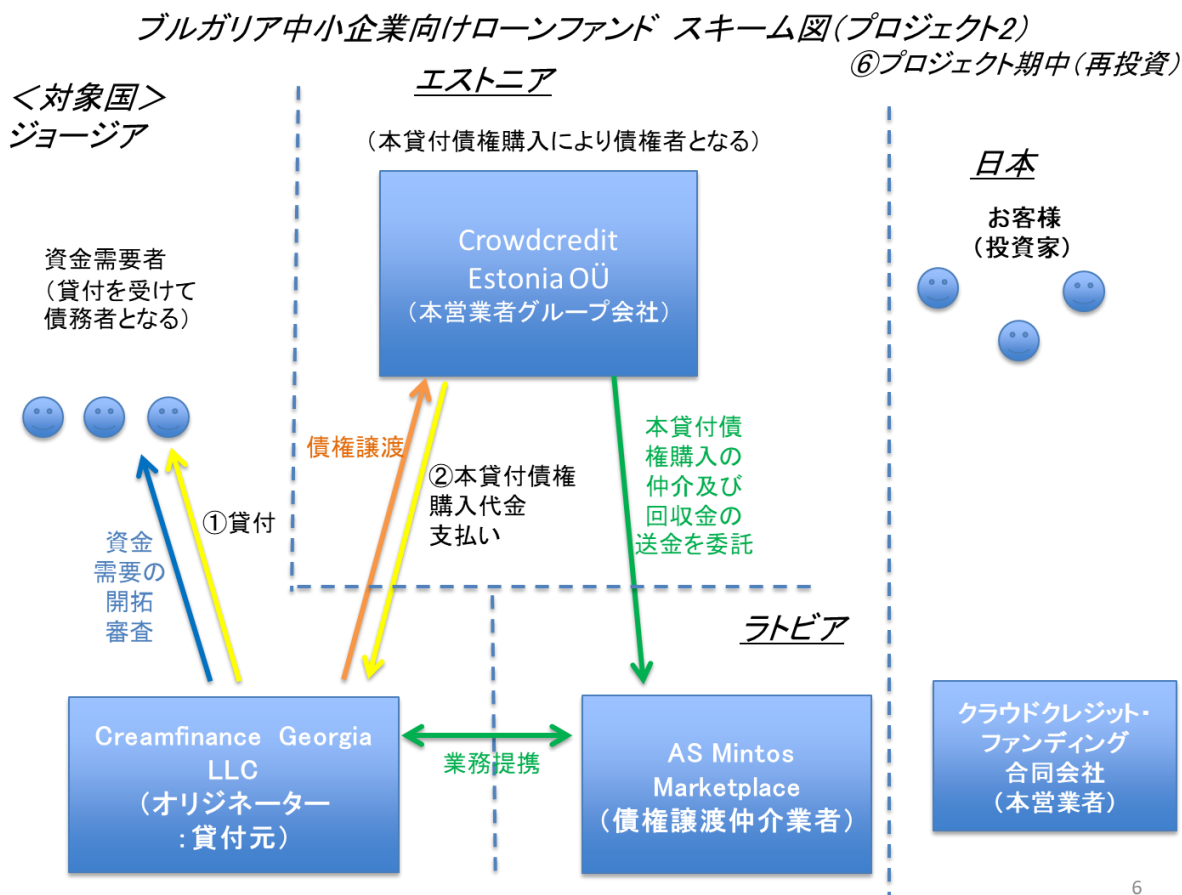 ブルガリア中小企業向けローンファンド スキーム図(プロジェクト2)
⑥プロジェクト期中(再投資)
<対象国>
ジョージア
エストニア
(本貸付債権購入により債権者となる)
日本
お客様
(投資家)
資金需要者
(貸付を受けて
債務者となる)
Crowdcredit
Estonia OÜ
(本営業者グループ会社)
債権譲渡
②本貸付債権
購入代金
支払い
本貸付債
権購入の
仲介及び
回収金の
送金を委託
①貸付
資金
需要の
開拓
審査
ラトビア
Creamfinance Georgia
LLC
(オリジネーター
:貸付元)
業務提携
AS Mintos
Marketplace
(債権譲渡仲介業者)
クラウドクレジット・
ファンディング
合同会社
(本営業者)
6